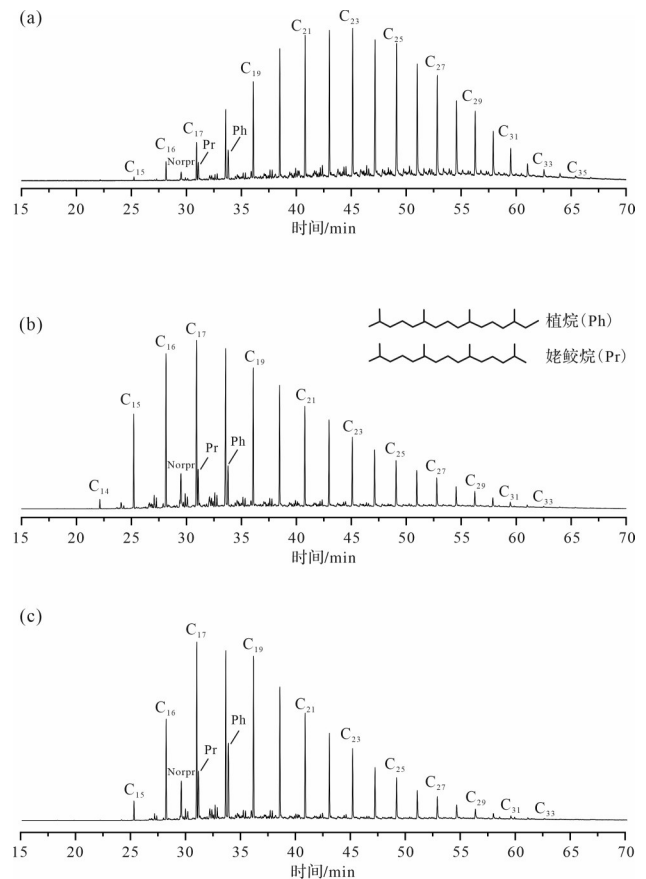 (a)
C23
C21
C25
C27
C19
C29
C17
Ph
C31
C16
Pr
Norpr
C33
C15
C35
15 20 25 30 35 40 45 50 55 60 65 70
时间/min
(b)
植烷(Ph)
C17
C16
姥鲛烷(Pr)
C19
C15
C21
C23
Pr
Ph
C25
Norpr
C27
C14
C29
C31
C33
15 20 25 30 35 40 45 50 55 60 65 70
时间/min
(c)
C17
C19
C16
C21
Ph
C23
Pr
Norpr
C25
C27
C15
C29
C31
C33
15 20 25 30 35 40 45 50 55 60 65 70
时间/min